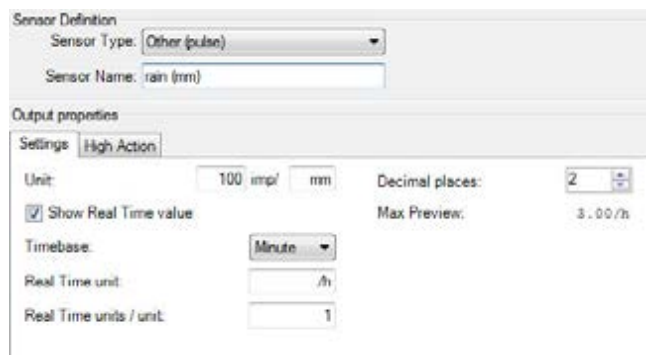 Sensor Definition
Sensor Type: Other (pulse)
Sensor Name: rain (mm)
Output properties
Settings High Action
Unit: 100 imp/ mm Decimal places: 2
Show Real Time value Max Preview: 3.00/h
Timebase: Minute
Real Time unit: /h
Real Time units / unit: 1